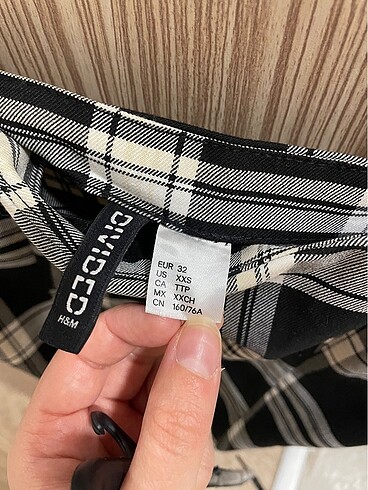 DIVIDED
H&M
EUR 32
US XXS
CA TTP
MX XXCH
CN 160/76A